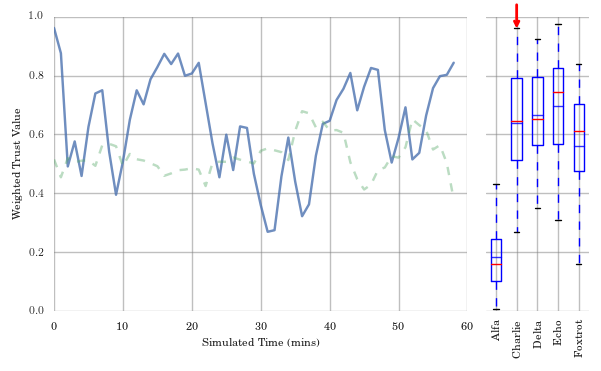 1.0
0.8
0.6
0.4
0.2
0.0
Weighted Trust Value
0 10 20 30 40 50 60
Simulated Time (mins)
Alfa
Charlie
Delta
Echo
Foxtrot